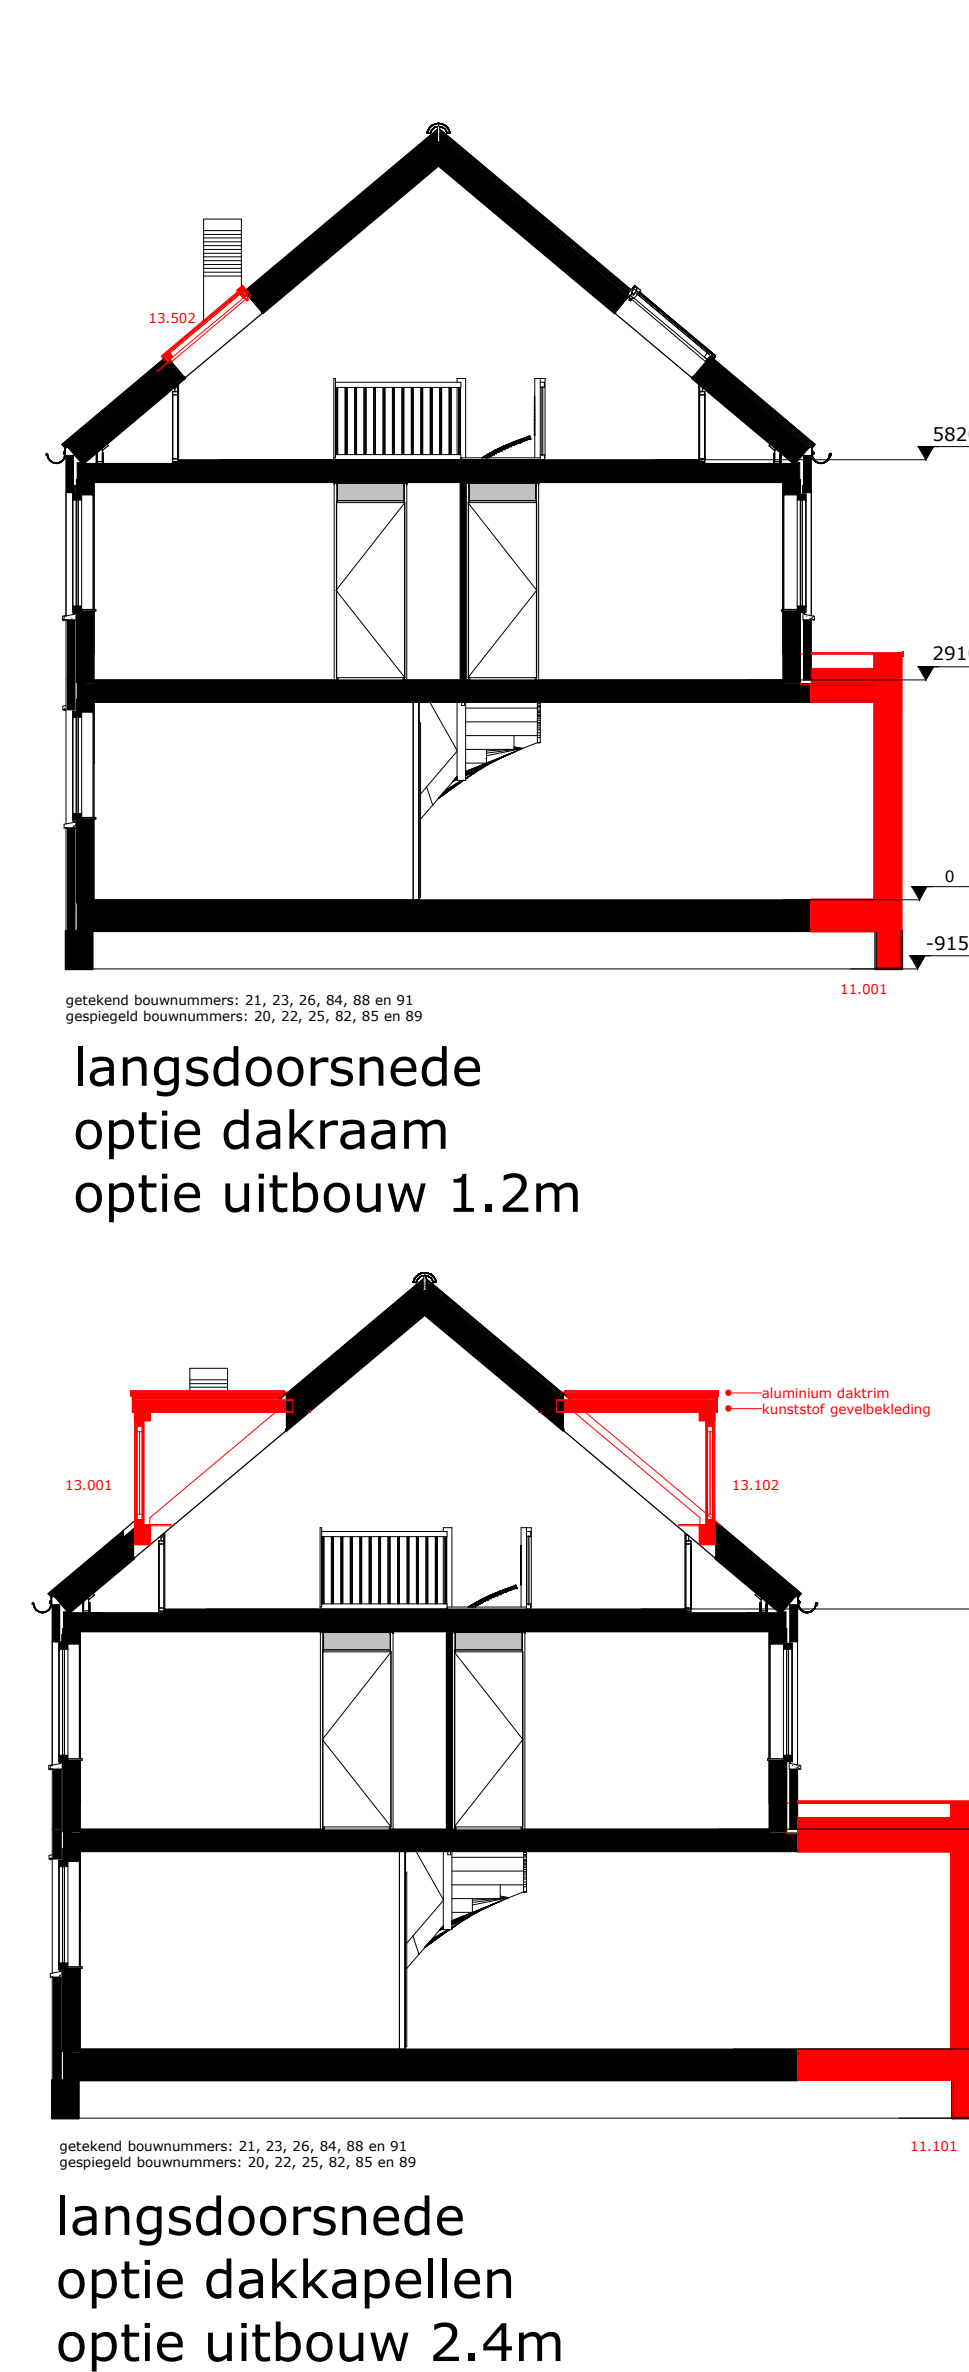 13.502
582
291
0
-915
11.001
getekend bouwnummers: 21, 23, 26, 84, 88 en 91
gespiegeld bouwnummers: 20, 22, 25, 82, 85 en 89
langsdoorsnede
optie dakraam
optie uitbouw 1.2m
aluminium daktrim
kunststof gevelbekleding
13.001
13.102
getekend bouwnummers: 21, 23, 26, 84, 88 en 91
gespiegeld bouwnummers: 20, 22, 25, 82, 85 en 89
11.101
langsdoorsnede
optie dakkapellen
optie uitbouw 2.4m